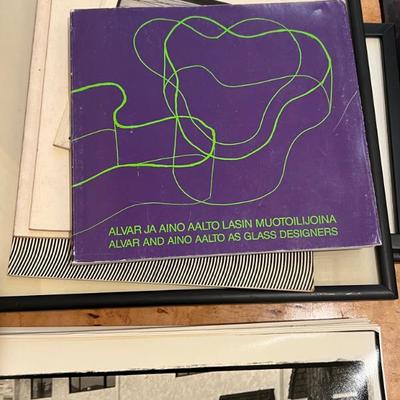 ALVAR JA AINO AALTO LASIN MUOTOILIJOINA
ALVAR AND AINO AALTO AS GLASS DESIGNERS